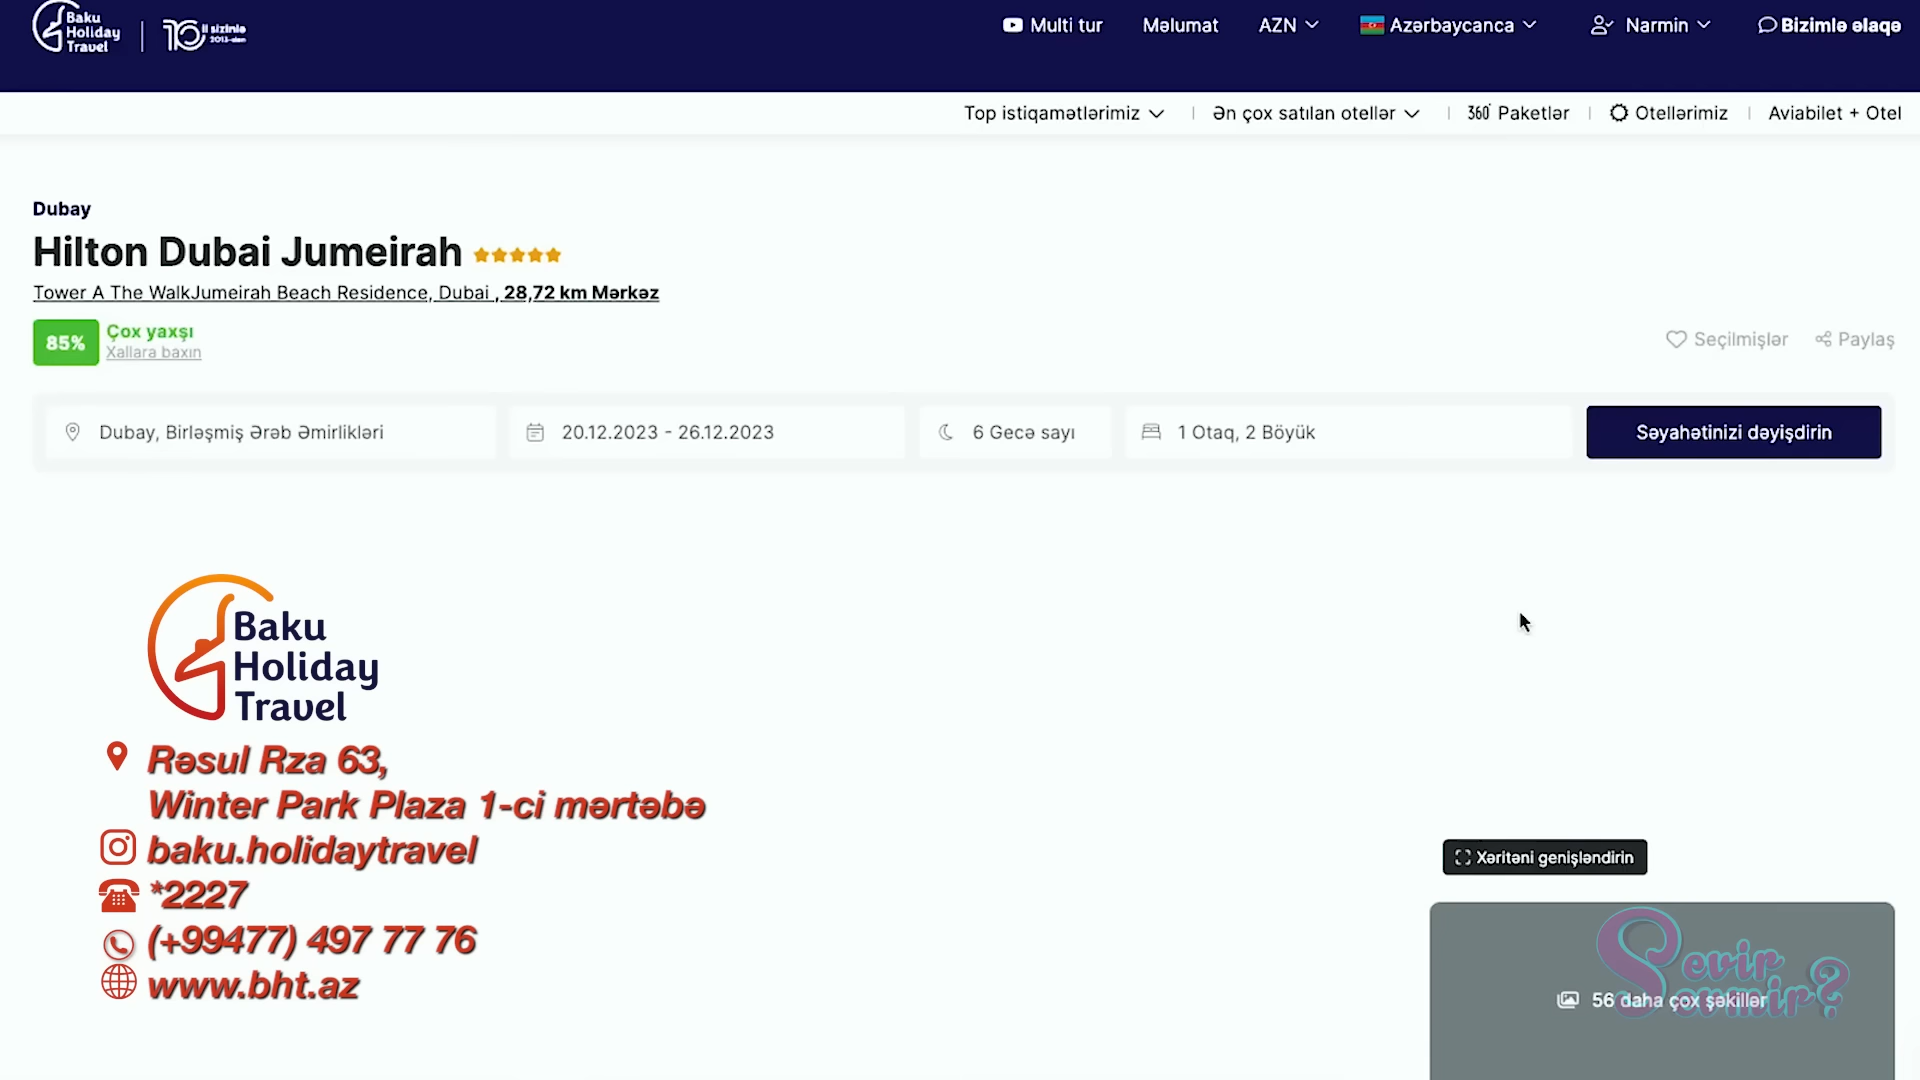 Baku
Holiday
Travel
10 il sizinlə
2013-dən
Multi tur
Məlumat
AZN
Azərbaycanca
Narmin
Bizimlə əlaqə
Top istiqamətlərimiz
Ən çox satılan otellər
360° Paketlər
Otellərimiz
Aviabilet + Otel
Dubay
Hilton Dubai Jumeirah
Tower A The WalkJumeirah Beach Residence, Dubai , 28,72 km Mərkəz
85%
Çox yaxşı
Xallara baxın
Seçilmişlər
Paylaş
Dubay, Birləşmiş Ərəb Əmirlikləri
20.12.2023 - 26.12.2023
6 Gecə sayı
1 Otaq, 2 Böyük
Səyahətinizi dəyişdirin
Baku
Holiday
Travel
Rəsul Rza 63,
Winter Park Plaza 1-ci mərtəbə
baku.holidaytravel
*2227
(+99477) 497 77 76
www.bht.az
Xəritəni genişləndirin
56 daha çox şəkillər
Sevir
Sevmir?